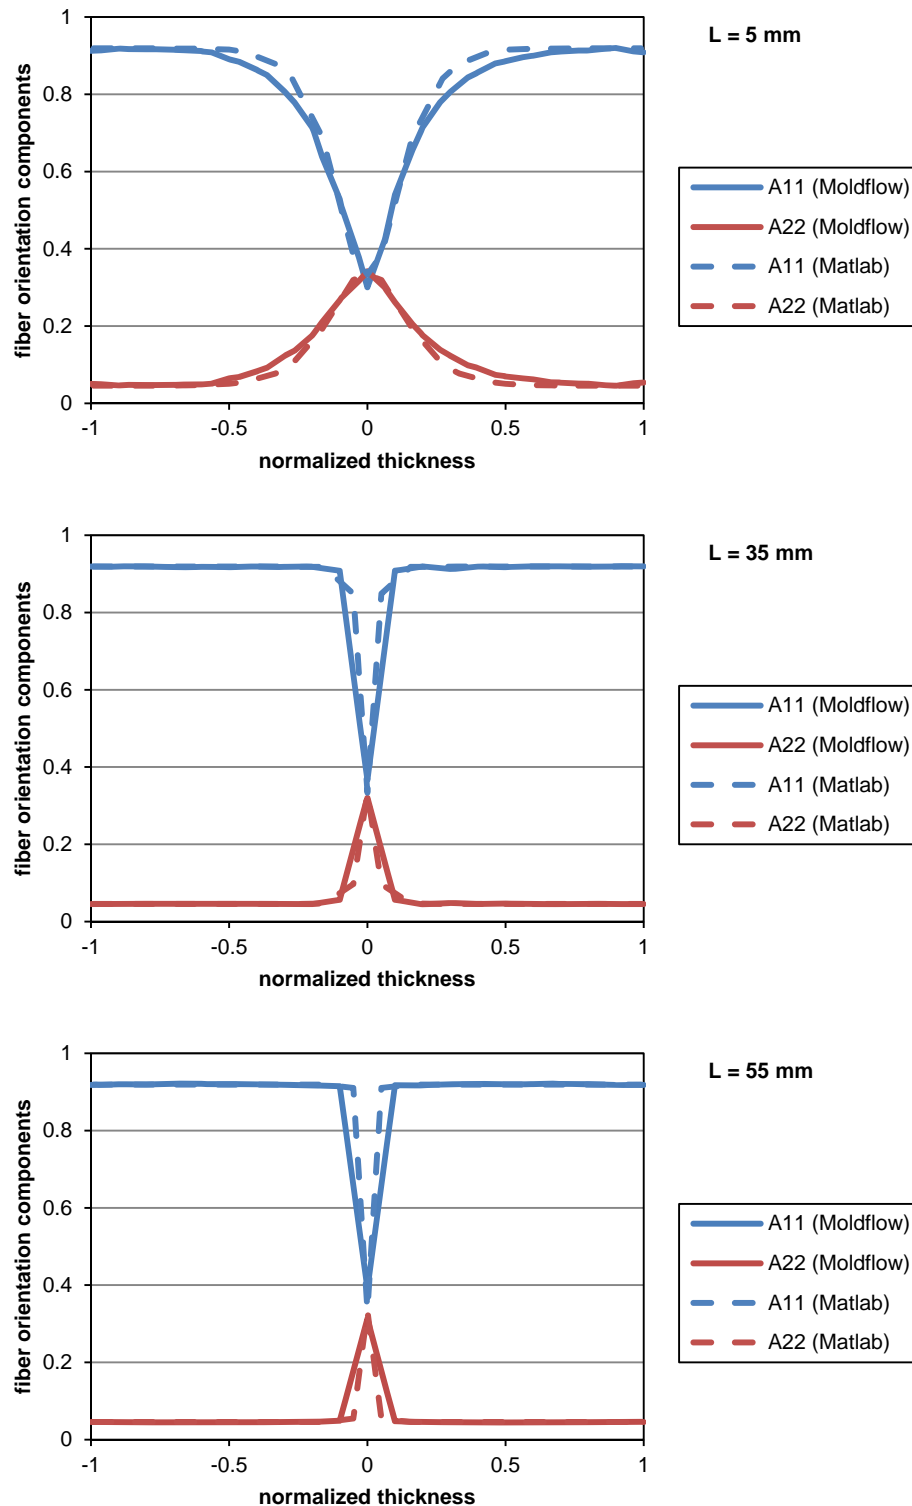 L = 5 mm
fiber orientation components
1
0.8
0.6
0.4
0.2
0
-1
-0.5
0
0.5
1
normalized thickness
A11 (Moldflow)
A22 (Moldflow)
A11 (Matlab)
A22 (Matlab)
L = 35 mm
fiber orientation components
1
0.8
0.6
0.4
0.2
0
-1
-0.5
0
0.5
1
normalized thickness
A11 (Moldflow)
A22 (Moldflow)
A11 (Matlab)
A22 (Matlab)
L = 55 mm
fiber orientation components
1
0.8
0.6
0.4
0.2
0
-1
-0.5
0
0.5
1
normalized thickness
A11 (Moldflow)
A22 (Moldflow)
A11 (Matlab)
A22 (Matlab)